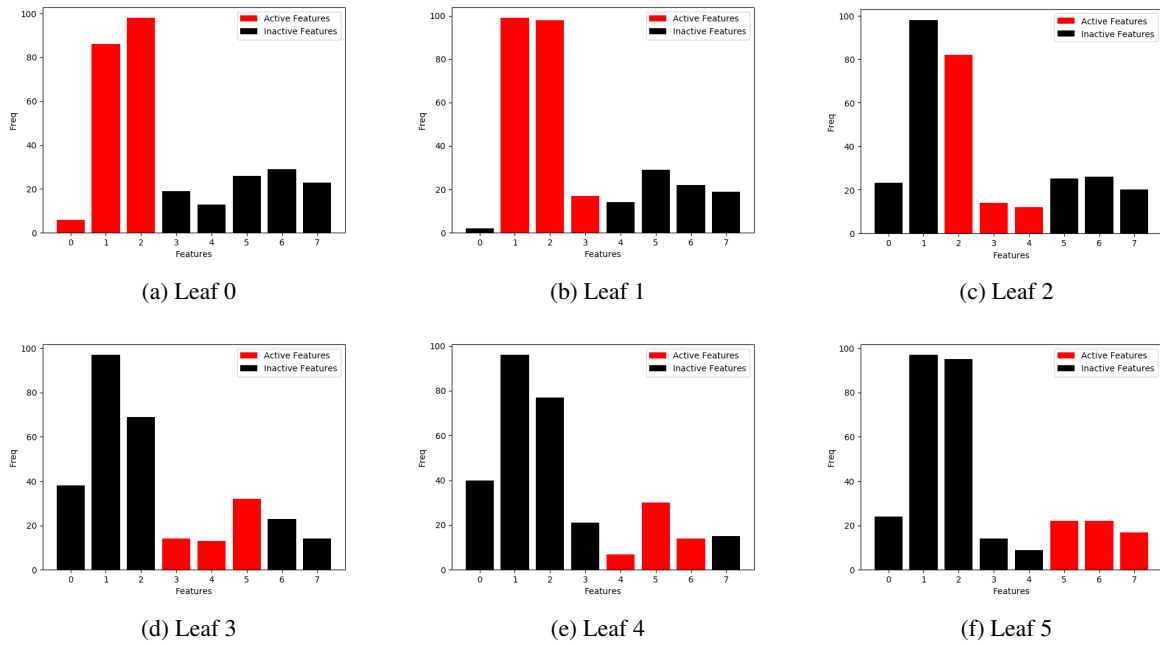 100
80
60
40
20
0
Freq
Active Features
Inactive Features
0 1 2 3 4 5 6 7
Features
(a) Leaf 0
100
80
60
40
20
0
Freq
Active Features
Inactive Features
0 1 2 3 4 5 6 7
Features
(b) Leaf 1
100
80
60
40
20
0
Freq
Active Features
Inactive Features
0 1 2 3 4 5 6 7
Features
(c) Leaf 2
100
80
60
40
20
0
Freq
Active Features
Inactive Features
0 1 2 3 4 5 6 7
Features
(d) Leaf 3
100
80
60
40
20
0
Freq
Active Features
Inactive Features
0 1 2 3 4 5 6 7
Features
(e) Leaf 4
100
80
60
40
20
0
Freq
Active Features
Inactive Features
0 1 2 3 4 5 6 7
Features
(f) Leaf 5